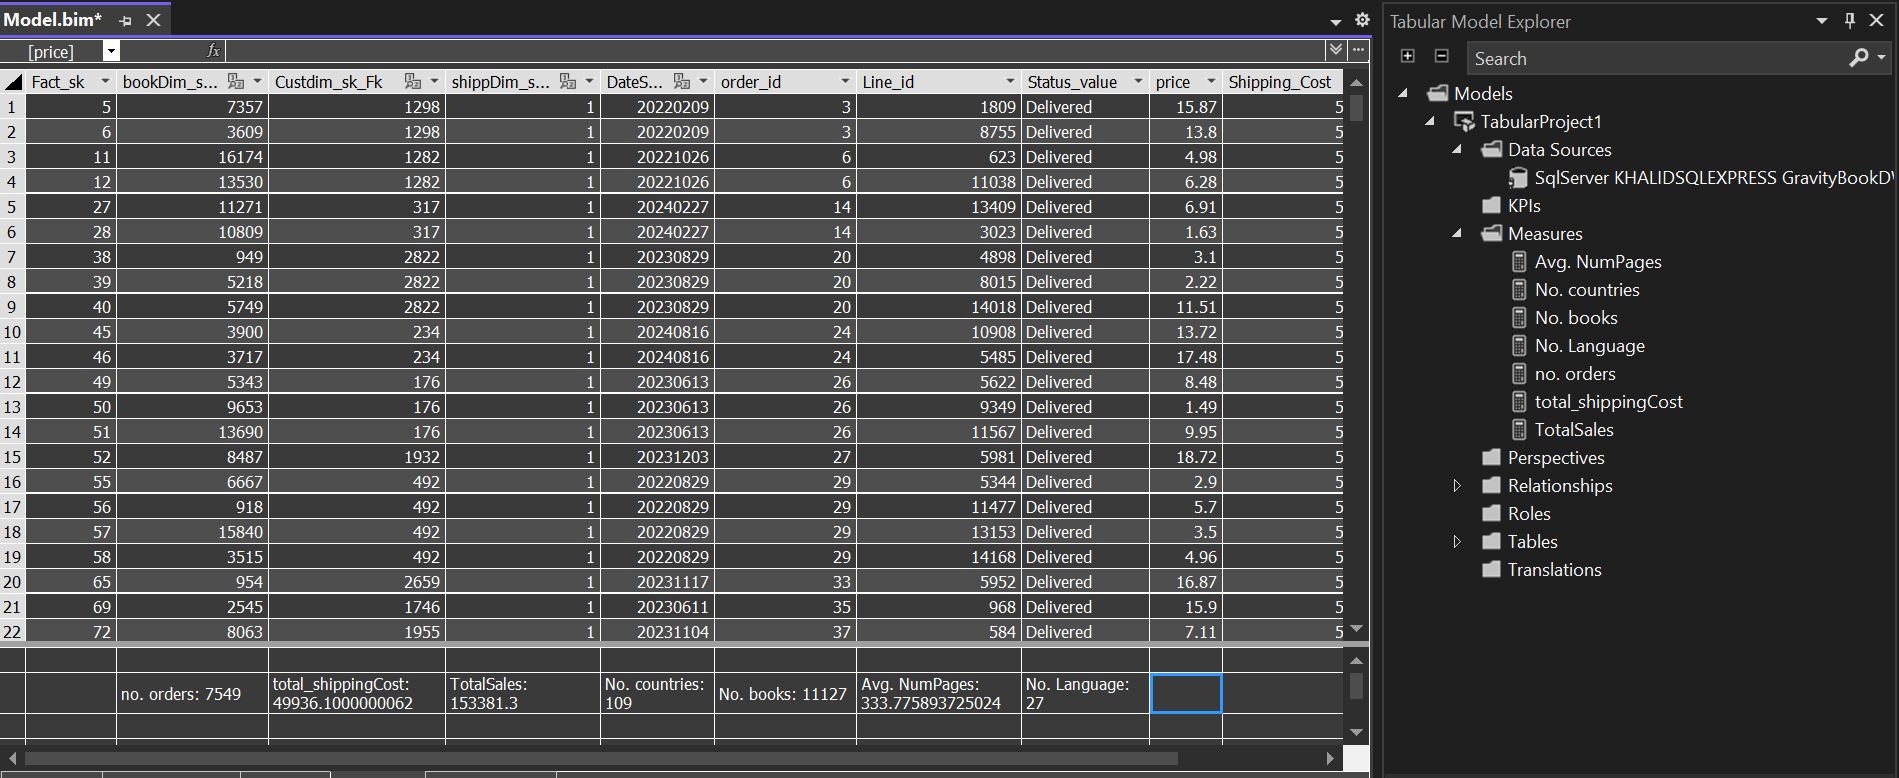 Model.bim*
[price] fx
Fact_sk bookDim_s... Custdim_sk_Fk shippDim_s... DateS... order_id Line_id Status_value price Shipping_Cost
1 5 7357 1298 1 20220209 3 1809 Delivered 15.87 5
2 6 3609 1298 1 20220209 3 8755 Delivered 13.8 5
3 11 16174 1282 1 20221026 6 623 Delivered 4.98 5
4 12 13530 1282 1 20221026 6 11038 Delivered 6.28 5
5 27 11271 317 1 20240227 14 13409 Delivered 6.91 5
6 28 10809 317 1 20240227 14 3023 Delivered 1.63 5
7 38 949 2822 1 20230829 20 4898 Delivered 3.1 5
8 39 5218 2822 1 20230829 20 8015 Delivered 2.22 5
9 40 5749 2822 1 20230829 20 14018 Delivered 11.51 5
10 45 3900 234 1 20240816 24 10908 Delivered 13.72 5
11 46 3717 234 1 20240816 24 5485 Delivered 17.48 5
12 49 5343 176 1 20230613 26 5622 Delivered 8.48 5
13 50 9653 176 1 20230613 26 9349 Delivered 1.49 5
14 51 13690 176 1 20230613 26 11567 Delivered 9.95 5
15 52 8487 1932 1 20231203 27 5981 Delivered 18.72 5
16 55 6667 492 1 20220829 29 5344 Delivered 2.9 5
17 56 918 492 1 20220829 29 11477 Delivered 5.7 5
18 57 15840 492 1 20220829 29 13153 Delivered 3.5 5
19 58 3515 492 1 20220829 29 14168 Delivered 4.96 5
20 65 954 2659 1 20231117 33 5952 Delivered 16.87 5
21 69 2545 1746 1 20230611 35 968 Delivered 15.9 5
22 72 8063 1955 1 20231104 37 584 Delivered 7.11 5
no. orders: 7549
total_shippingCost:
49936.1000000062
TotalSales:
153381.3
No. countries:
109
No. books: 11127
Avg. NumPages:
333.775893725024
No. Language:
27
Tabular Model Explorer
Search
Models
TabularProject1
Data Sources
SqlServer KHALIDSQLEXPRESS GravityBookDW
KPIs
Measures
Avg. NumPages
No. countries
No. books
No. Language
no. orders
total_shippingCost
TotalSales
Perspectives
Relationships
Roles
Tables
Translations